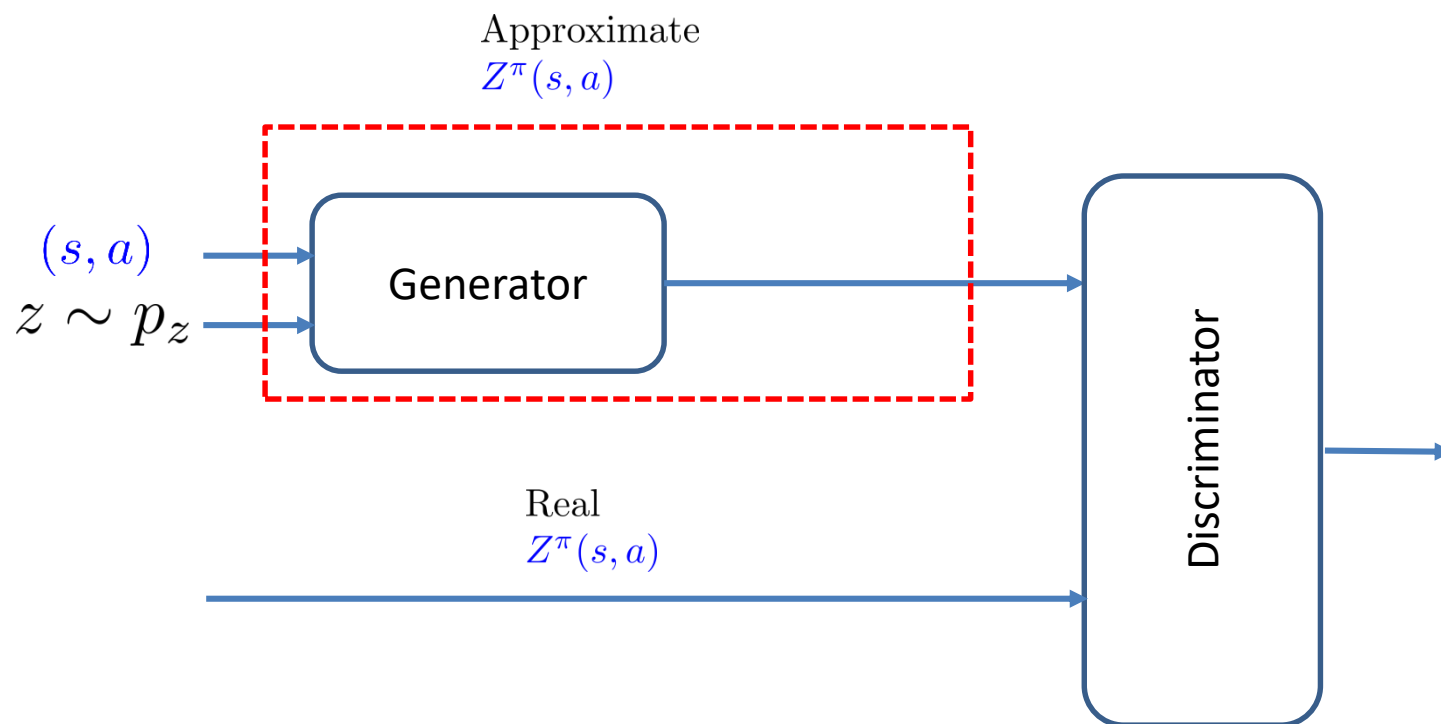 Approximate
Z^π(s, a)
(s, a)
z ∼ p_z
Generator
Discriminator
Real
Z^π(s, a)